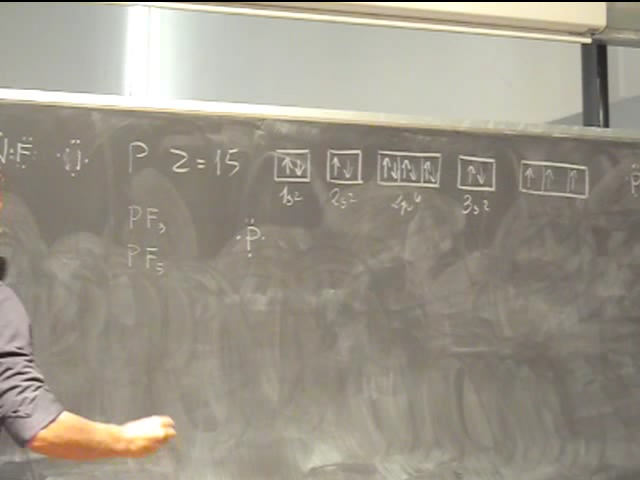 P Z=15 ↑↓ ↑↓ ↑↓ ↑↓ ↑↓ ↑↓ ↑ ↑ ↑
1s² 2s² 2p⁶ 3s²
PF₃
PF₅ P